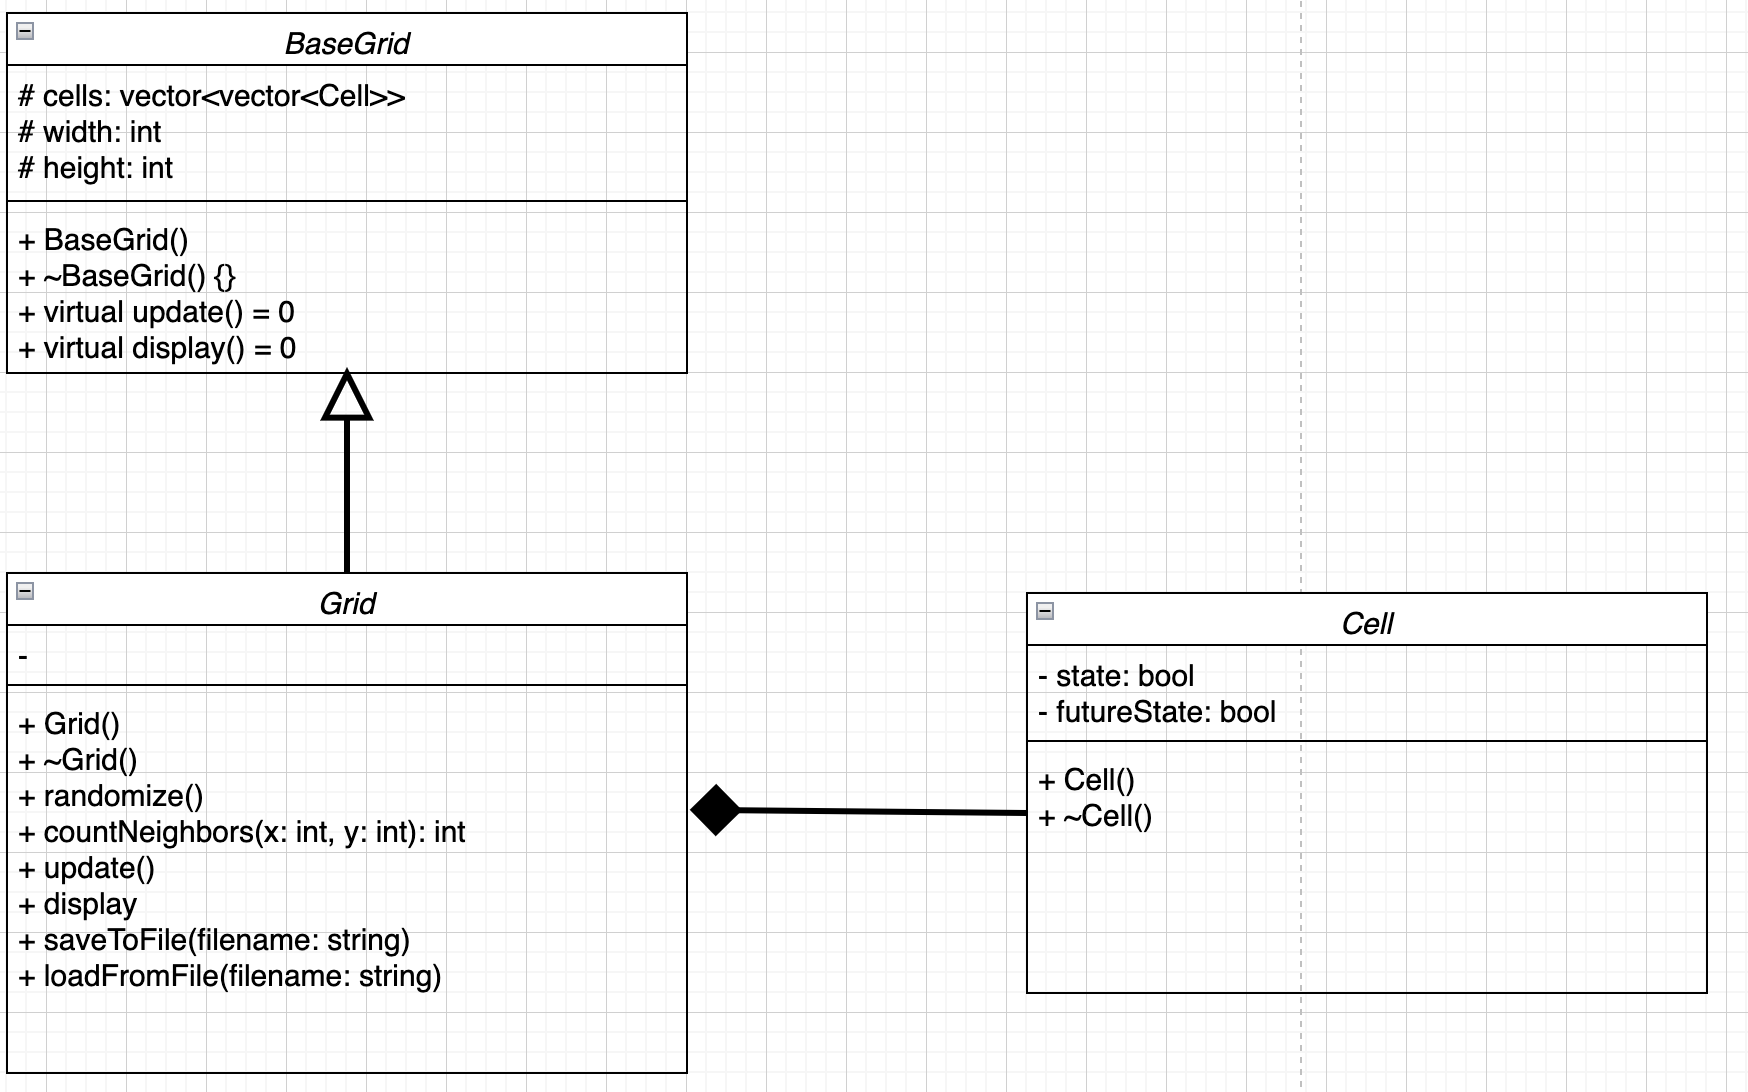 BaseGrid
# cells: vector<vector<Cell>>
# width: int
# height: int
+ BaseGrid()
+ ~BaseGrid() {}
+ virtual update() = 0
+ virtual display() = 0
Grid
-
+ Grid()
+ ~Grid()
+ randomize()
+ countNeighbors(x: int, y: int): int
+ update()
+ display
+ saveToFile(filename: string)
+ loadFromFile(filename: string)
Cell
- state: bool
- futureState: bool
+ Cell()
+ ~Cell()